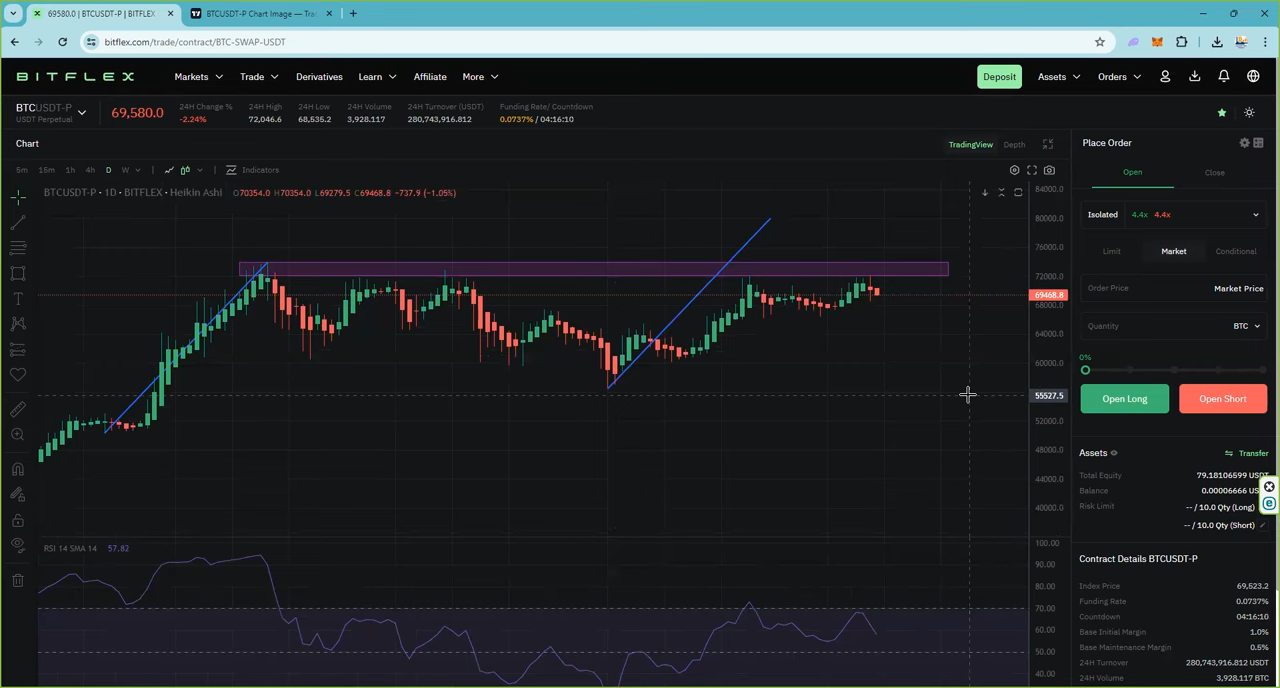 69580.0 | BTCUSDT-P | BITFLEX
BTCUSDT-P Chart Image — Tra
bitflex.com/trade/contract/BTC-SWAP-USDT
BITFLEX Markets Trade Derivatives Learn Affiliate More Deposit Assets Orders
BTCUSDT-P
USDT Perpetual
69,580.0
24H Change %
-2.24%
24H High
72,046.6
24H Low
68,535.2
24H Volume
3,928.117
24H Turnover (USDT)
280,743,916.812
Funding Rate/ Countdown
0.0737% / 04:16:10
Chart
TradingView Depth
5m 15m 1h 4h D W Indicators
BTCUSDT-P · 1D · BITFLEX · Heikin Ashi O70354.0 H70354.0 L69279.5 C69468.8 -737.9 (-1.05%)
84000.0
80000.0
76000.0
72000.0
69468.8
68000.0
64000.0
60000.0
55527.5
52000.0
48000.0
44000.0
40000.0
RSI 14 SMA 14 57.82
100.00
90.00
80.00
70.00
60.00
50.00
40.00
Place Order
Open Close
Isolated 4.4x 4.4x
Limit Market Conditional
Order Price Market Price
Quantity BTC
0%
Open Long Open Short
Assets Transfer
Total Equity 79.18106599 USDT
Balance 0.00006666 US
Risk Limit -- / 10.0 Qty (Long)
-- / 10.0 Qty (Short)
Contract Details BTCUSDT-P
Index Price 69,523.2
Funding Rate 0.0737%
Countdown 04:16:10
Base Initial Margin 1.0%
Base Maintenance Margin 0.5%
24H Turnover 280,743,916.812 USDT
24H Volume 3,928.117 BTC